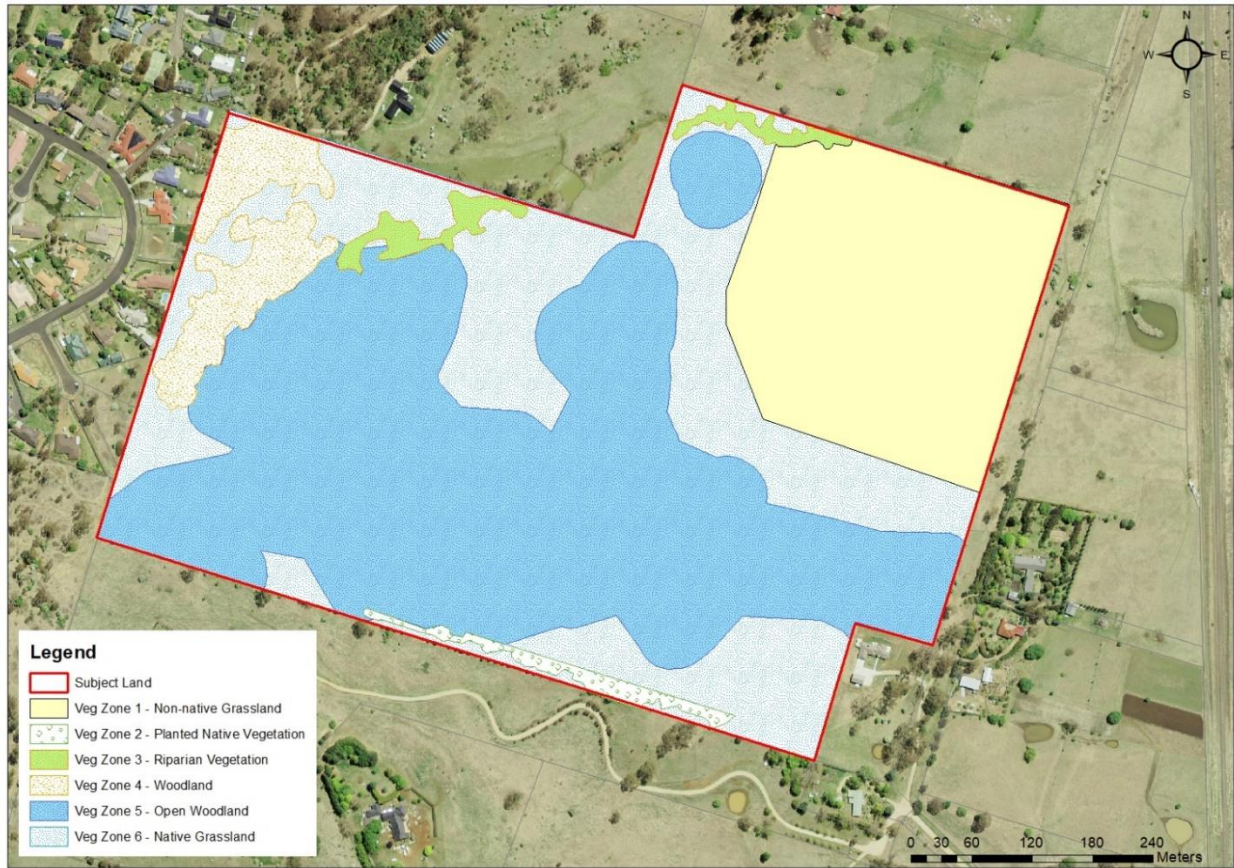 N
W E
S
Legend
Subject Land
Veg Zone 1 - Non-native Grassland
Veg Zone 2 - Planted Native Vegetation
Veg Zone 3 - Riparian Vegetation
Veg Zone 4 - Woodland
Veg Zone 5 - Open Woodland
Veg Zone 6 - Native Grassland
0 30 60 120 180 240
Meters